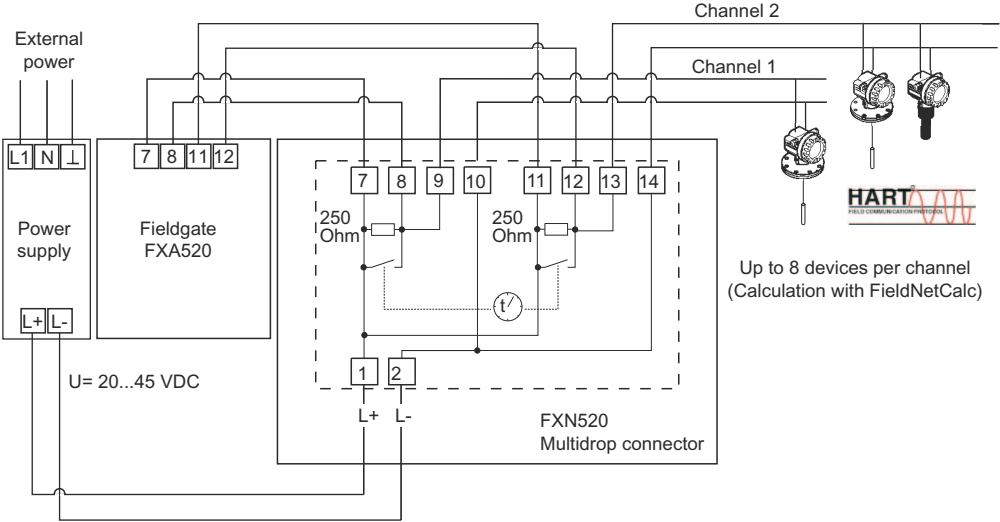 Channel 2
External
power
Channel 1
L1 N ⊥
7 8 11 12
7 8 9 10 11 12 13 14
HART®
FIELD COMMUNICATION PROTOCOL
250
Ohm
250
Ohm
Power
supply
Fieldgate
FXA520
Up to 8 devices per channel
(Calculation with FieldNetCalc)
t′
L+ L-
1 2
U= 20...45 VDC
L+ L-
FXN520
Multidrop connector